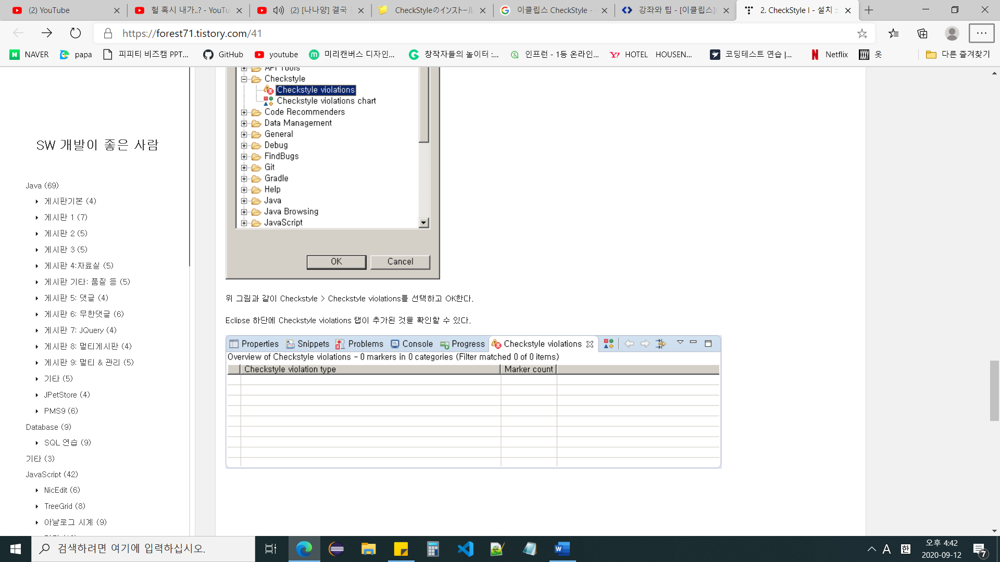 (2) YouTube
헐 혹시 내가..? - YouTu
(2) [나나양] 결국
CheckStyleのインストール
이클립스 CheckStyle -
강좌와 팁 - [이클립스]
2. CheckStyle I - 설치 :
https://forest71.tistory.com/41
NAVER
papa
피피티 비즈캠 PPT...
GitHub
youtube
미리캔버스 디자인...
창작자들의 놀이터 :...
인프런 - 1등 온라인...
HOTEL HOUSEN...
코딩테스트 연습 |...
Netflix
옷
다른 즐겨찾기
SW 개발이 좋은 사람
Java (69)
게시판기본 (4)
게시판 1 (7)
게시판 2 (5)
게시판 3 (5)
게시판 4:자료실 (5)
게시판 기타: 품질 등 (5)
게시판 5: 댓글 (4)
게시판 6: 무한댓글 (6)
게시판 7: JQuery (4)
게시판 8: 멀티게시판 (4)
게시판 9: 멀티 & 관리 (5)
기타 (5)
JPetStore (4)
PMS9 (6)
Database (9)
SQL 연습 (9)
기타 (3)
JavaScript (42)
NicEdit (6)
TreeGrid (8)
아날로그 시계 (9)
API Tools
Checkstyle
Checkstyle violations
Checkstyle violations chart
Code Recommenders
Data Management
General
Debug
FindBugs
Git
Gradle
Help
Java
Java Browsing
JavaScript
OK
Cancel
위 그림과 같이 Checkstyle > Checkstyle violations를 선택하고 OK한다.
Eclipse 하단에 Checkstyle violations 탭이 추가된 것을 확인할 수 있다.
Properties
Snippets
Problems
Console
Progress
Checkstyle violations
Overview of Checkstyle violations - 0 markers in 0 categories (Filter matched 0 of 0 items)
Checkstyle violation type
Marker count
검색하려면 여기에 입력하십시오.
A
한
오후 4:42
2020-09-12
7